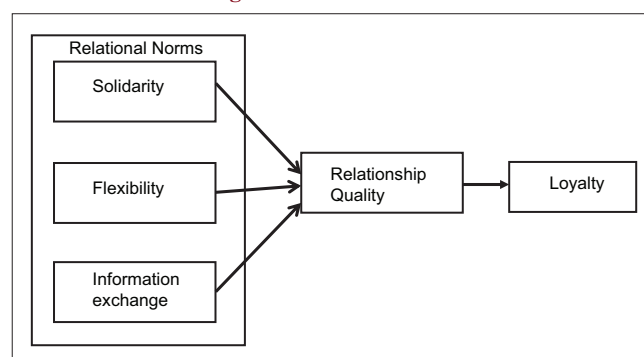 Relational Norms
Solidarity
Flexibility
Information
exchange
Relationship
Quality
Loyalty